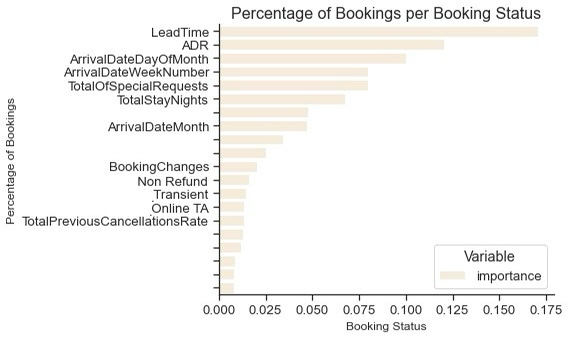 Percentage of Bookings per Booking Status
LeadTime
ADR
ArrivalDateDayOfMonth
ArrivalDateWeekNumber
TotalOfSpecialRequests
TotalStayNights
ArrivalDateMonth
BookingChanges
Non Refund
Transient
Online TA
TotalPreviousCancellationsRate
Percentage of Bookings
Variable
importance
0.000 0.025 0.050 0.075 0.100 0.125 0.150 0.175
Booking Status